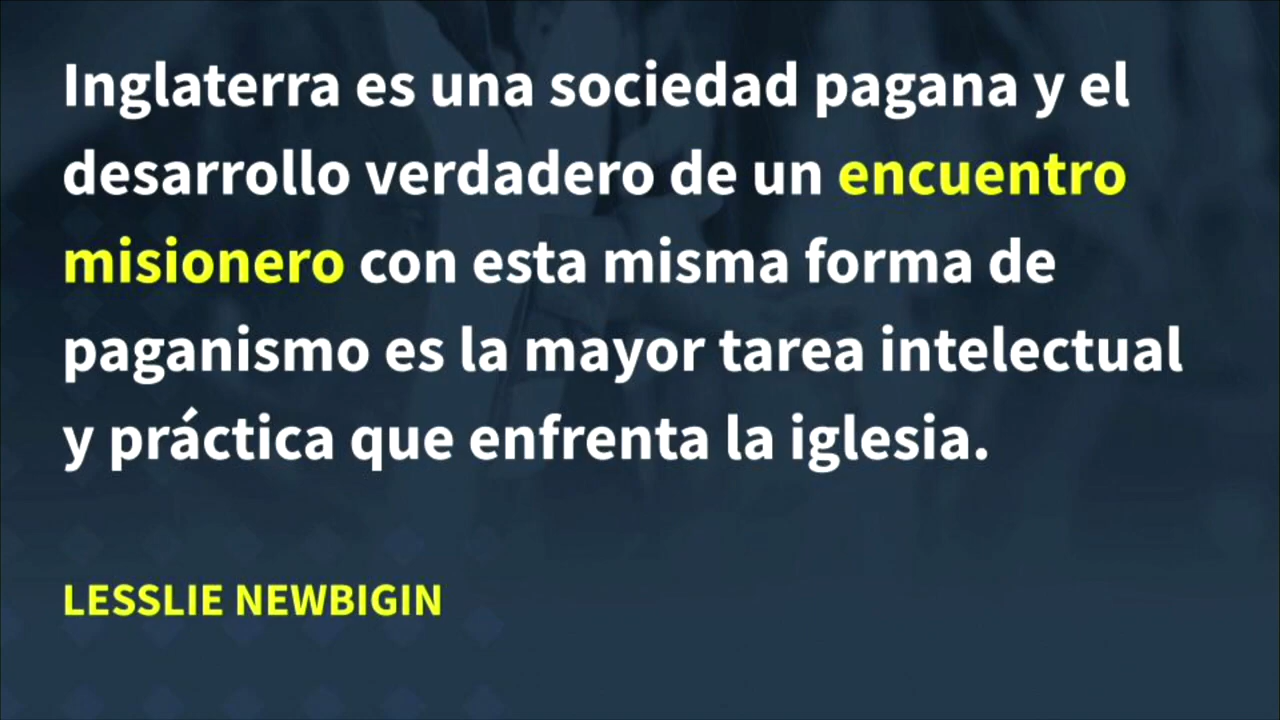 Inglaterra es una sociedad pagana y el
desarrollo verdadero de un encuentro
misionero con esta misma forma de
paganismo es la mayor tarea intelectual
y práctica que enfrenta la iglesia.
LESSLIE NEWBIGIN